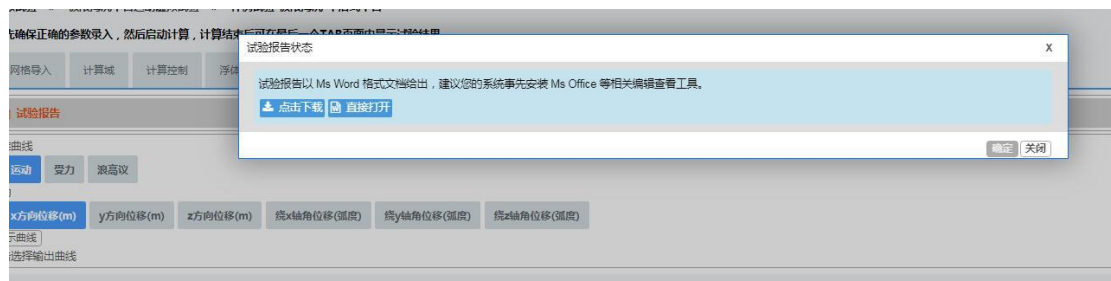 确保正确的参数录入，然后启动计算，计算结束后可在最后一个TAB页面中显示试验结果
试验报告状态 X
网格导入 计算域 计算控制 浮体
试验报告以 Ms Word 格式文档给出，建议您的系统事先安装 Ms Office 等相关编辑查看工具。
点击下载 直接打开
试验报告
确定 关闭
曲线
运动 受力 浪高仪
x方向位移(m) y方向位移(m) z方向位移(m) 绕x轴角位移(弧度) 绕y轴角位移(弧度) 绕z轴角位移(弧度)
示曲线
选择输出曲线